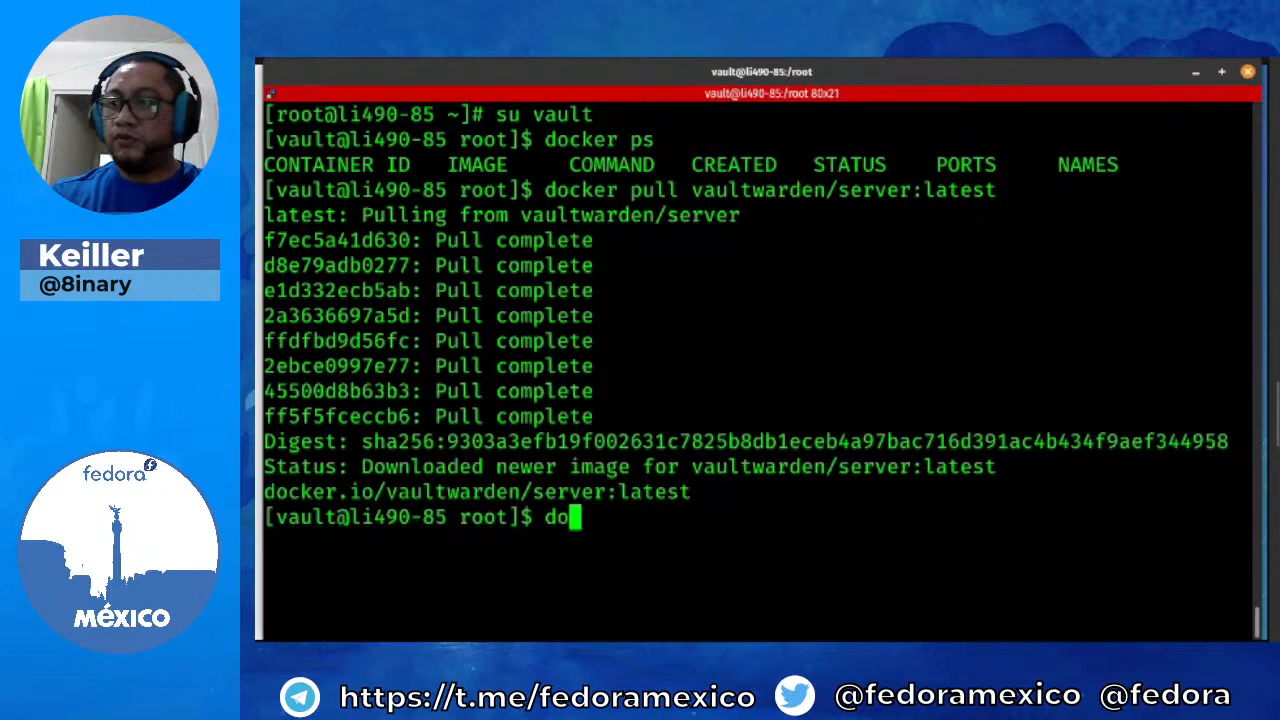 vault@li490-85:/root
vault@li490-85:/root 80x21
[root@li490-85 ~]# su vault
[vault@li490-85 root]$ docker ps
CONTAINER ID IMAGE COMMAND CREATED STATUS PORTS NAMES
[vault@li490-85 root]$ docker pull vaultwarden/server:latest
latest: Pulling from vaultwarden/server
f7ec5a41d630: Pull complete
d8e79adb0277: Pull complete
e1d332ecb5ab: Pull complete
2a3636697a5d: Pull complete
ffdfbd9d56fc: Pull complete
2ebce0997e77: Pull complete
45500d8b63b3: Pull complete
ff5f5fceccb6: Pull complete
Digest: sha256:9303a3efb19f002631c7825b8db1eceb4a97bac716d391ac4b434f9aef344958
Status: Downloaded newer image for vaultwarden/server:latest
docker.io/vaultwarden/server:latest
[vault@li490-85 root]$ do
Keiller
@8inary
fedora
MÉXICO
https://t.me/fedoramexico
@fedoramexico @fedora